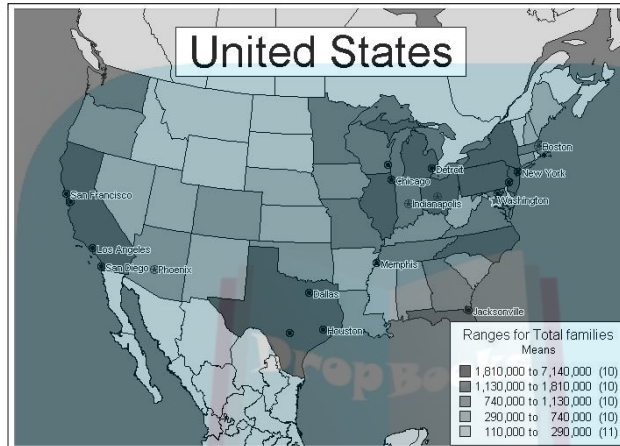 United States
Boston
Detroit
New York
Chicago
San Francisco
Indianapolis
Washington
Los Angeles
Memphis
San Diego
Phoenix
Dallas
Jacksonville
Houston
Ranges for Total families
Means
1,810,000 to 7,140,000 (10)
1,130,000 to 1,810,000 (10)
740,000 to 1,130,000 (10)
290,000 to 740,000 (10)
110,000 to 290,000 (11)